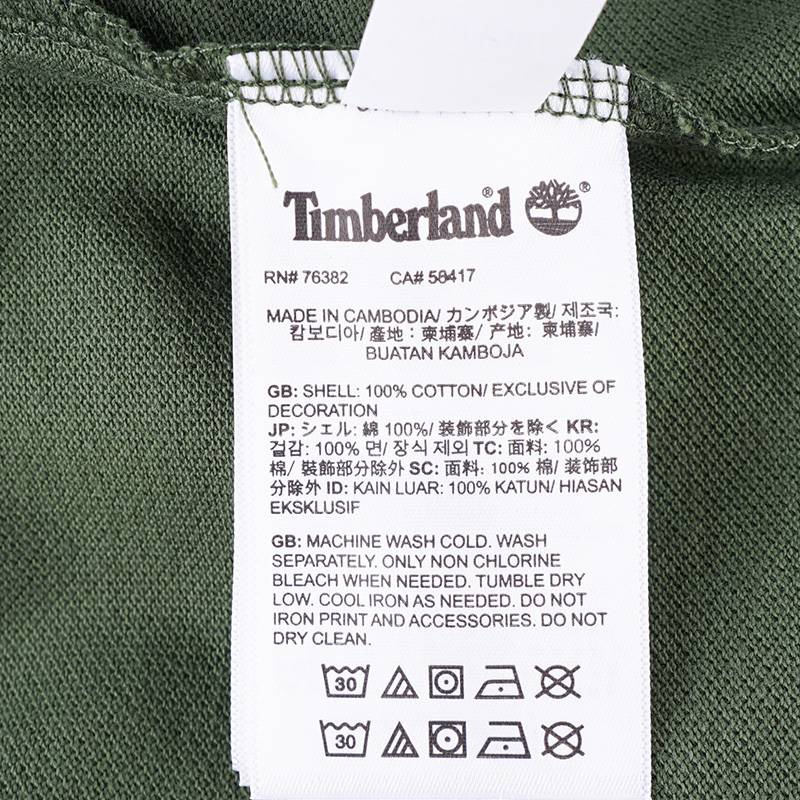 Timberland® ®
RN# 76382 CA# 58417
MADE IN CAMBODIA/ カンボジア製/ 제조국:
캄보디아/ 產地：柬埔寨/ 产地：柬埔寨/
BUATAN KAMBOJA
GB: SHELL: 100% COTTON/ EXCLUSIVE OF
DECORATION
JP: シェル: 綿 100%/ 装飾部分を除く KR:
겉감: 100% 면/ 장식 제외 TC: 面料: 100%
棉/ 裝飾部分除外 SC: 面料: 100% 棉/ 装饰部
分除外 ID: KAIN LUAR: 100% KATUN/ HIASAN
EKSKLUSIF
GB: MACHINE WASH COLD. WASH
SEPARATELY. ONLY NON CHLORINE
BLEACH WHEN NEEDED. TUMBLE DRY
LOW. COOL IRON AS NEEDED. DO NOT
IRON PRINT AND ACCESSORIES. DO NOT
DRY CLEAN.
30
30